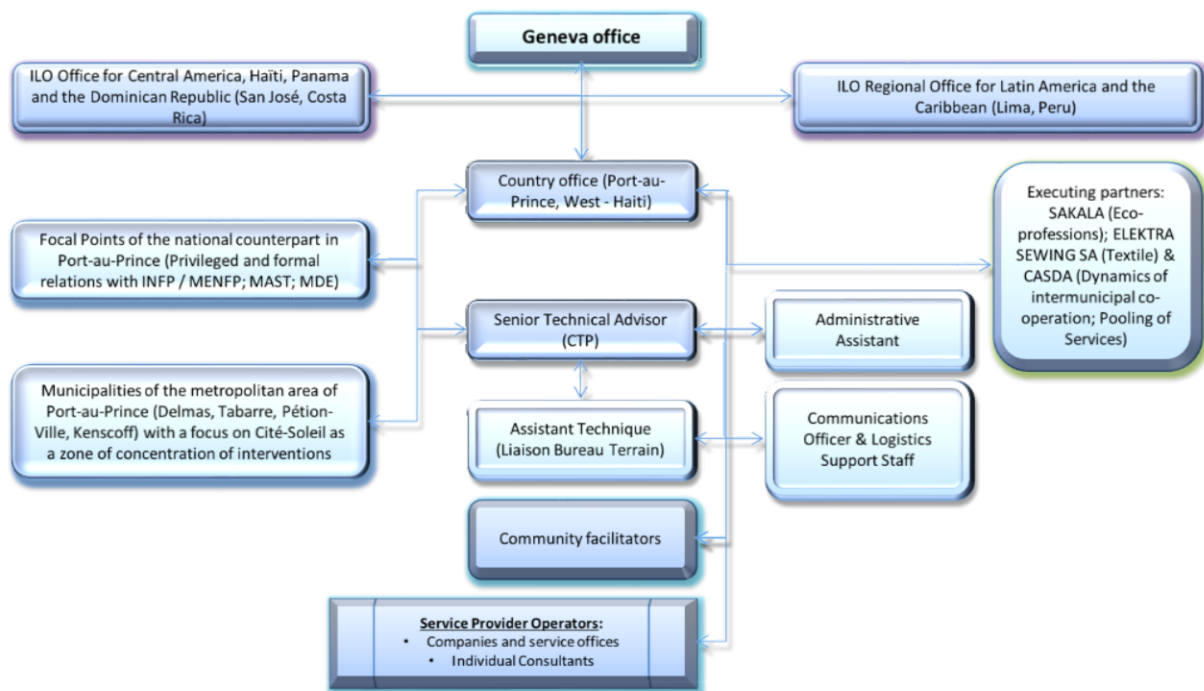 Geneva office
ILO Office for Central America, Haïti, Panama
and the Dominican Republic (San José, Costa
Rica)
ILO Regional Office for Latin America and the
Caribbean (Lima, Peru)
Country office (Port-au-
Prince, West - Haiti)
Executing partners:
SAKALA (Eco-
professions); ELEKTRA
SEWING SA (Textile) &
CASDA (Dynamics of
intermunicipal co-
operation; Pooling of
Services)
Focal Points of the national counterpart in
Port-au-Prince (Privileged and formal
relations with INFP / MENFP; MAST; MDE)
Senior Technical Advisor
(CTP)
Administrative
Assistant
Municipalities of the metropolitan area of
Port-au-Prince (Delmas, Tabarre, Pétion-
Ville, Kenscoff) with a focus on Cité-Soleil as
a zone of concentration of interventions
Assistant Technique
(Liaison Bureau Terrain)
Communications
Officer & Logistics
Support Staff
Community facilitators
Service Provider Operators:
• Companies and service offices
• Individual Consultants